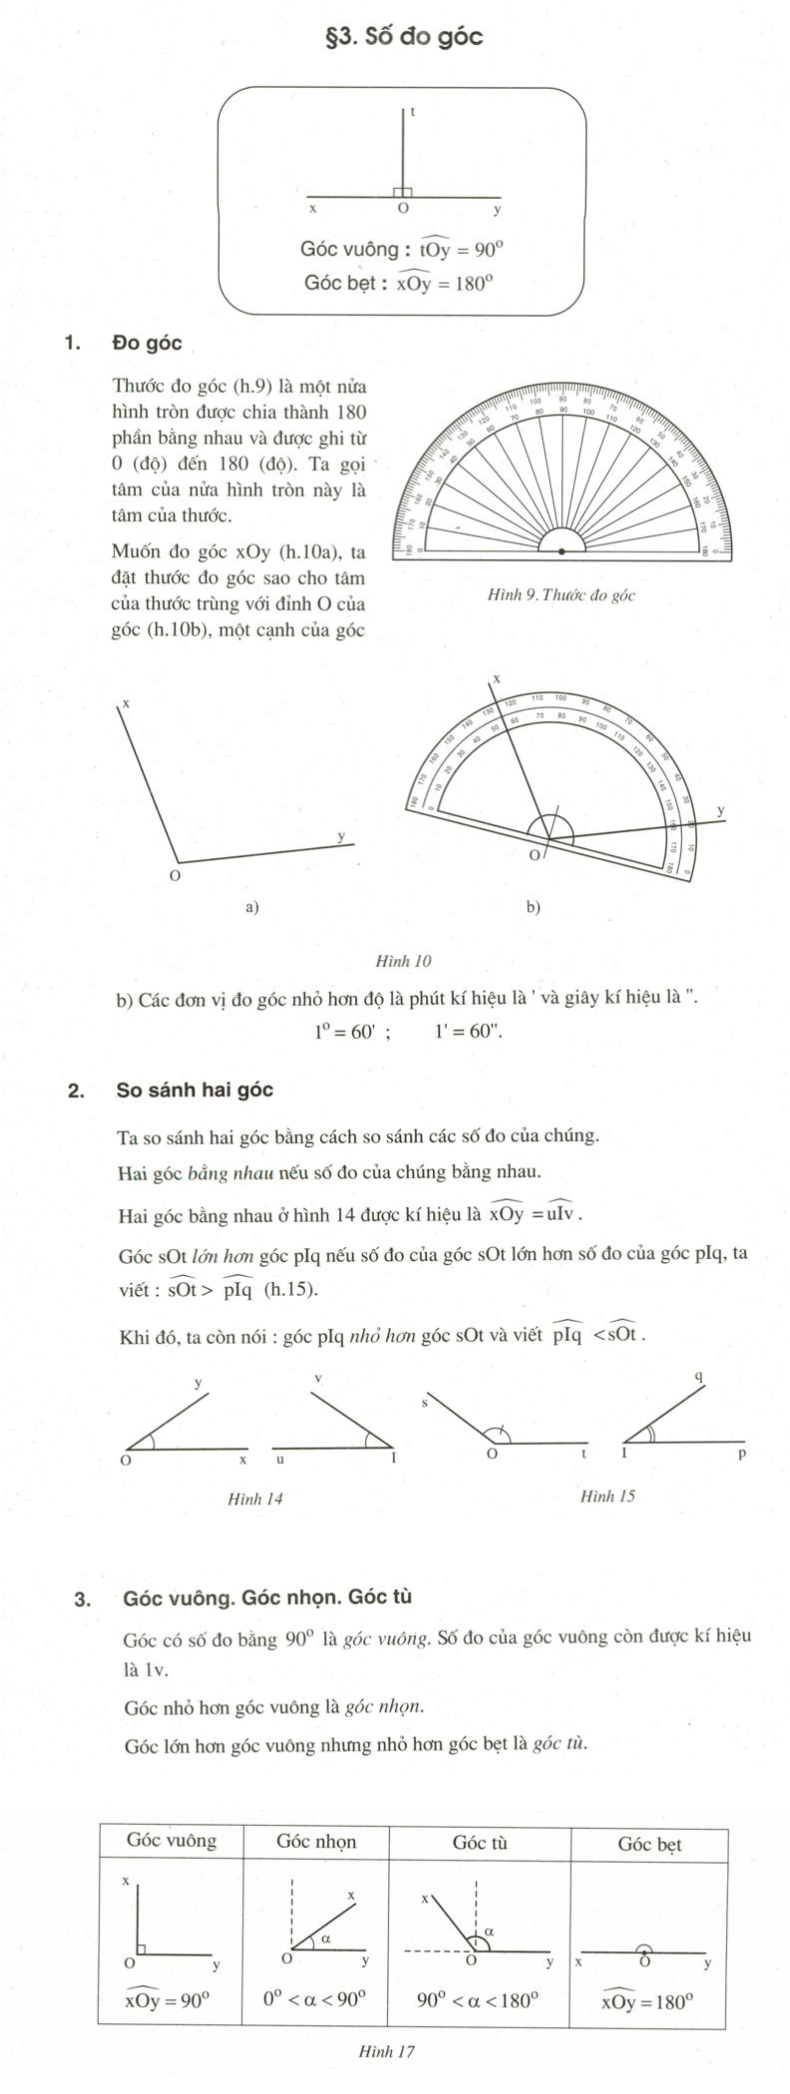 §3. Số đo góc
t
x O y
Góc vuông : tOy = 90°
Góc bẹt : xOy = 180°
1. Đo góc
Thước đo góc (h.9) là một nửa
hình tròn được chia thành 180
phần bằng nhau và được ghi từ
0 (độ) đến 180 (độ). Ta gọi
tâm của nửa hình tròn này là
tâm của thước.
Muốn đo góc xOy (h.10a), ta
đặt thước đo góc sao cho tâm
của thước trùng với đỉnh O của
góc (h.10b), một cạnh của góc
Hình 9. Thước đo góc
x
y
O
a)
x
y
O
b)
Hình 10
b) Các đơn vị đo góc nhỏ hơn độ là phút kí hiệu là ' và giây kí hiệu là ".
1° = 60' ; 1' = 60".
2. So sánh hai góc
Ta so sánh hai góc bằng cách so sánh các số đo của chúng.
Hai góc bằng nhau nếu số đo của chúng bằng nhau.
Hai góc bằng nhau ở hình 14 được kí hiệu là xOy = uIv .
Góc sOt lớn hơn góc pIq nếu số đo của góc sOt lớn hơn số đo của góc pIq, ta
viết : sOt > pIq (h.15).
Khi đó, ta còn nói : góc pIq nhỏ hơn góc sOt và viết pIq < sOt .
y v s q
O x u I O t I p
Hình 14 Hình 15
3. Góc vuông. Góc nhọn. Góc tù
Góc có số đo bằng 90° là góc vuông. Số đo của góc vuông còn được kí hiệu
là 1v.
Góc nhỏ hơn góc vuông là góc nhọn.
Góc lớn hơn góc vuông nhưng nhỏ hơn góc bẹt là góc tù.
Góc vuông Góc nhọn Góc tù Góc bẹt
x x x
α α
O y O y O y x O y
xOy = 90° 0° < α < 90° 90° < α < 180° xOy = 180°
Hình 17